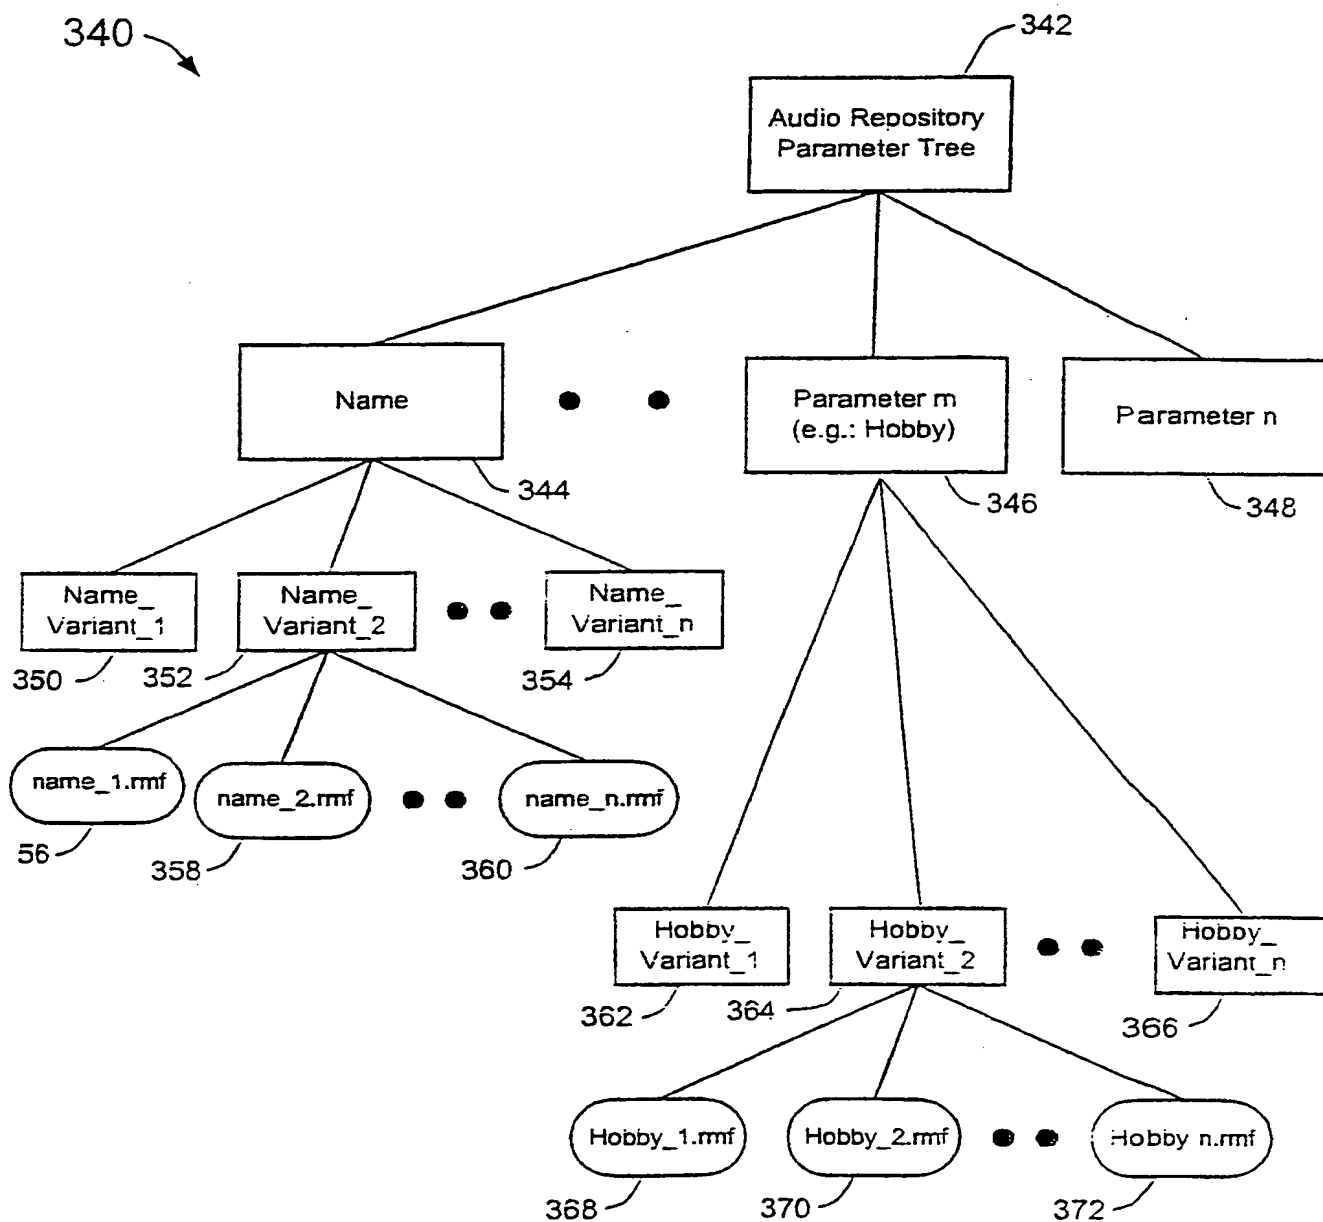 340
342
Audio Repository
Parameter Tree
Name
Parameter m
(e.g.: Hobby)
Parameter n
344
346
348
Name_
Variant_1
Name_
Variant_2
Name_
Variant_n
350
352
354
name_1.rmf
name_2.rmf
name_n.rmf
56
358
360
Hobby_
Variant_1
Hobby_
Variant_2
Hobby_
Variant_n
362
364
366
Hobby_1.rmf
Hobby_2.rmf
Hobby n.rmf
368
370
372